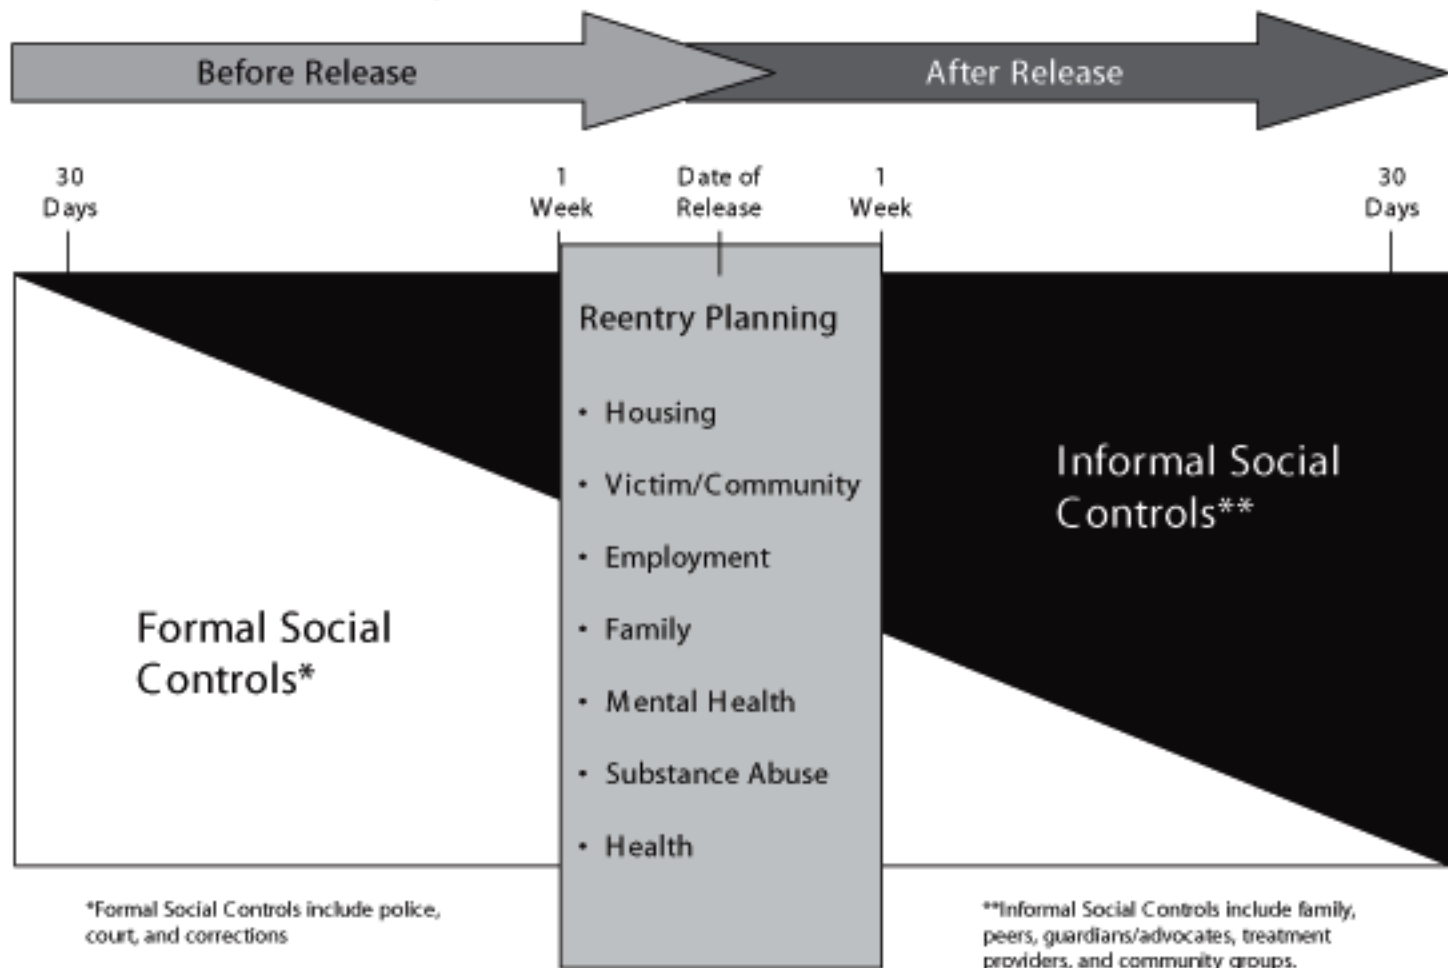 Before Release
After Release
30
Days
1
Week
Date of
Release
1
Week
30
Days
Reentry Planning
• Housing
• Victim/Community
• Employment
• Family
• Mental Health
• Substance Abuse
• Health
Formal Social
Controls*
Informal Social
Controls**
*Formal Social Controls include police,
court, and corrections
**Informal Social Controls include family,
peers, guardians/advocates, treatment
providers, and community groups.